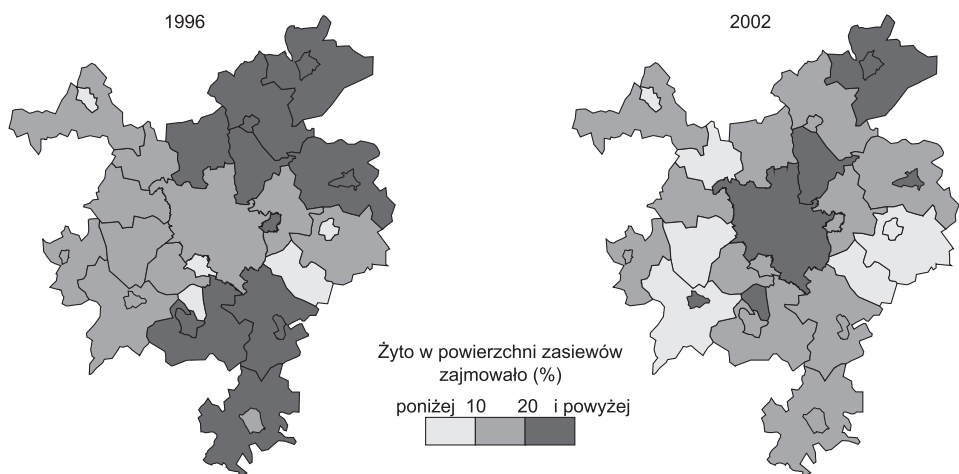 1996
2002
Żyto w powierzchni zasiewów
zajmowało (%)
poniżej 10 20 i powyżej